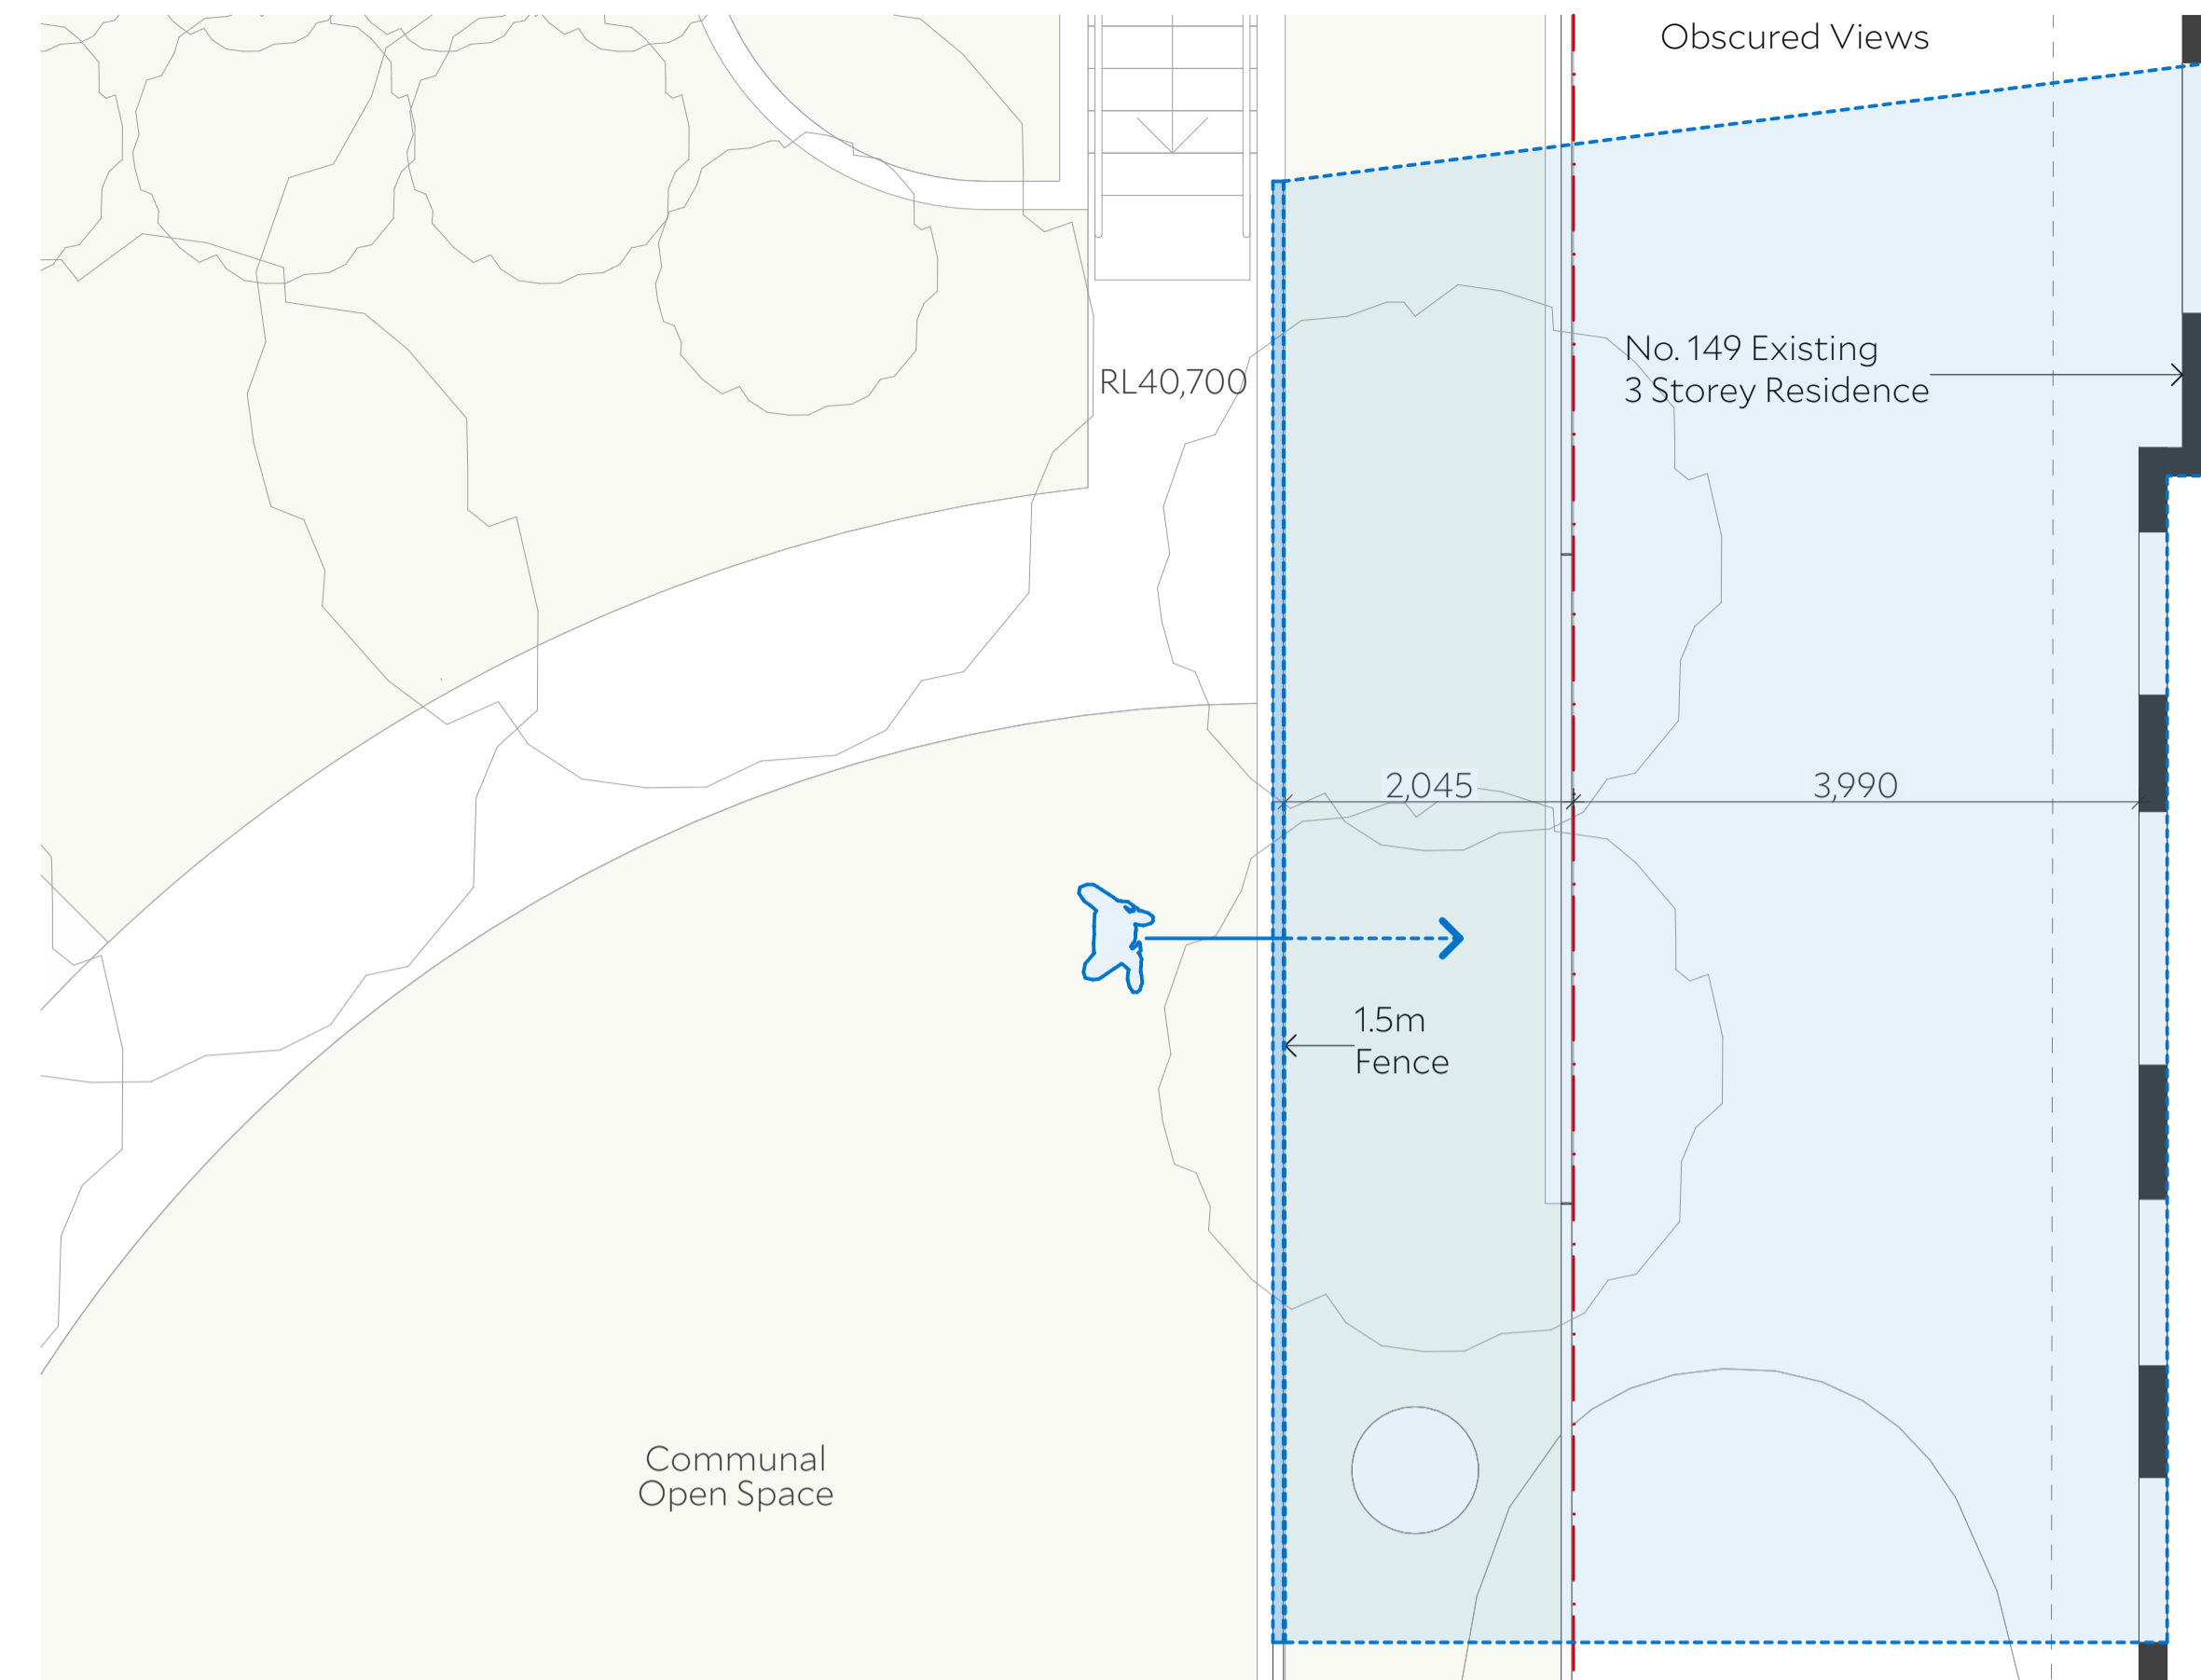 Obscured Views
No. 149 Existing
3 Storey Residence
RL40,700
2,045
3,990
1.5m
Fence
Communal
Open Space